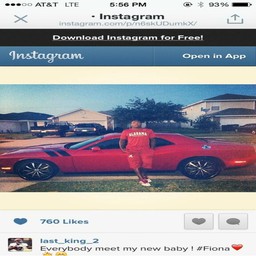 AT&T LTE 5:56 PM 93%
Instagram
instagram.com/p/n6skUDumkX/
Download Instagram for Free!
Instagram
Open in App
ALABAMA
760 Likes
last_king_2
Everybody meet my new baby ! #Fiona